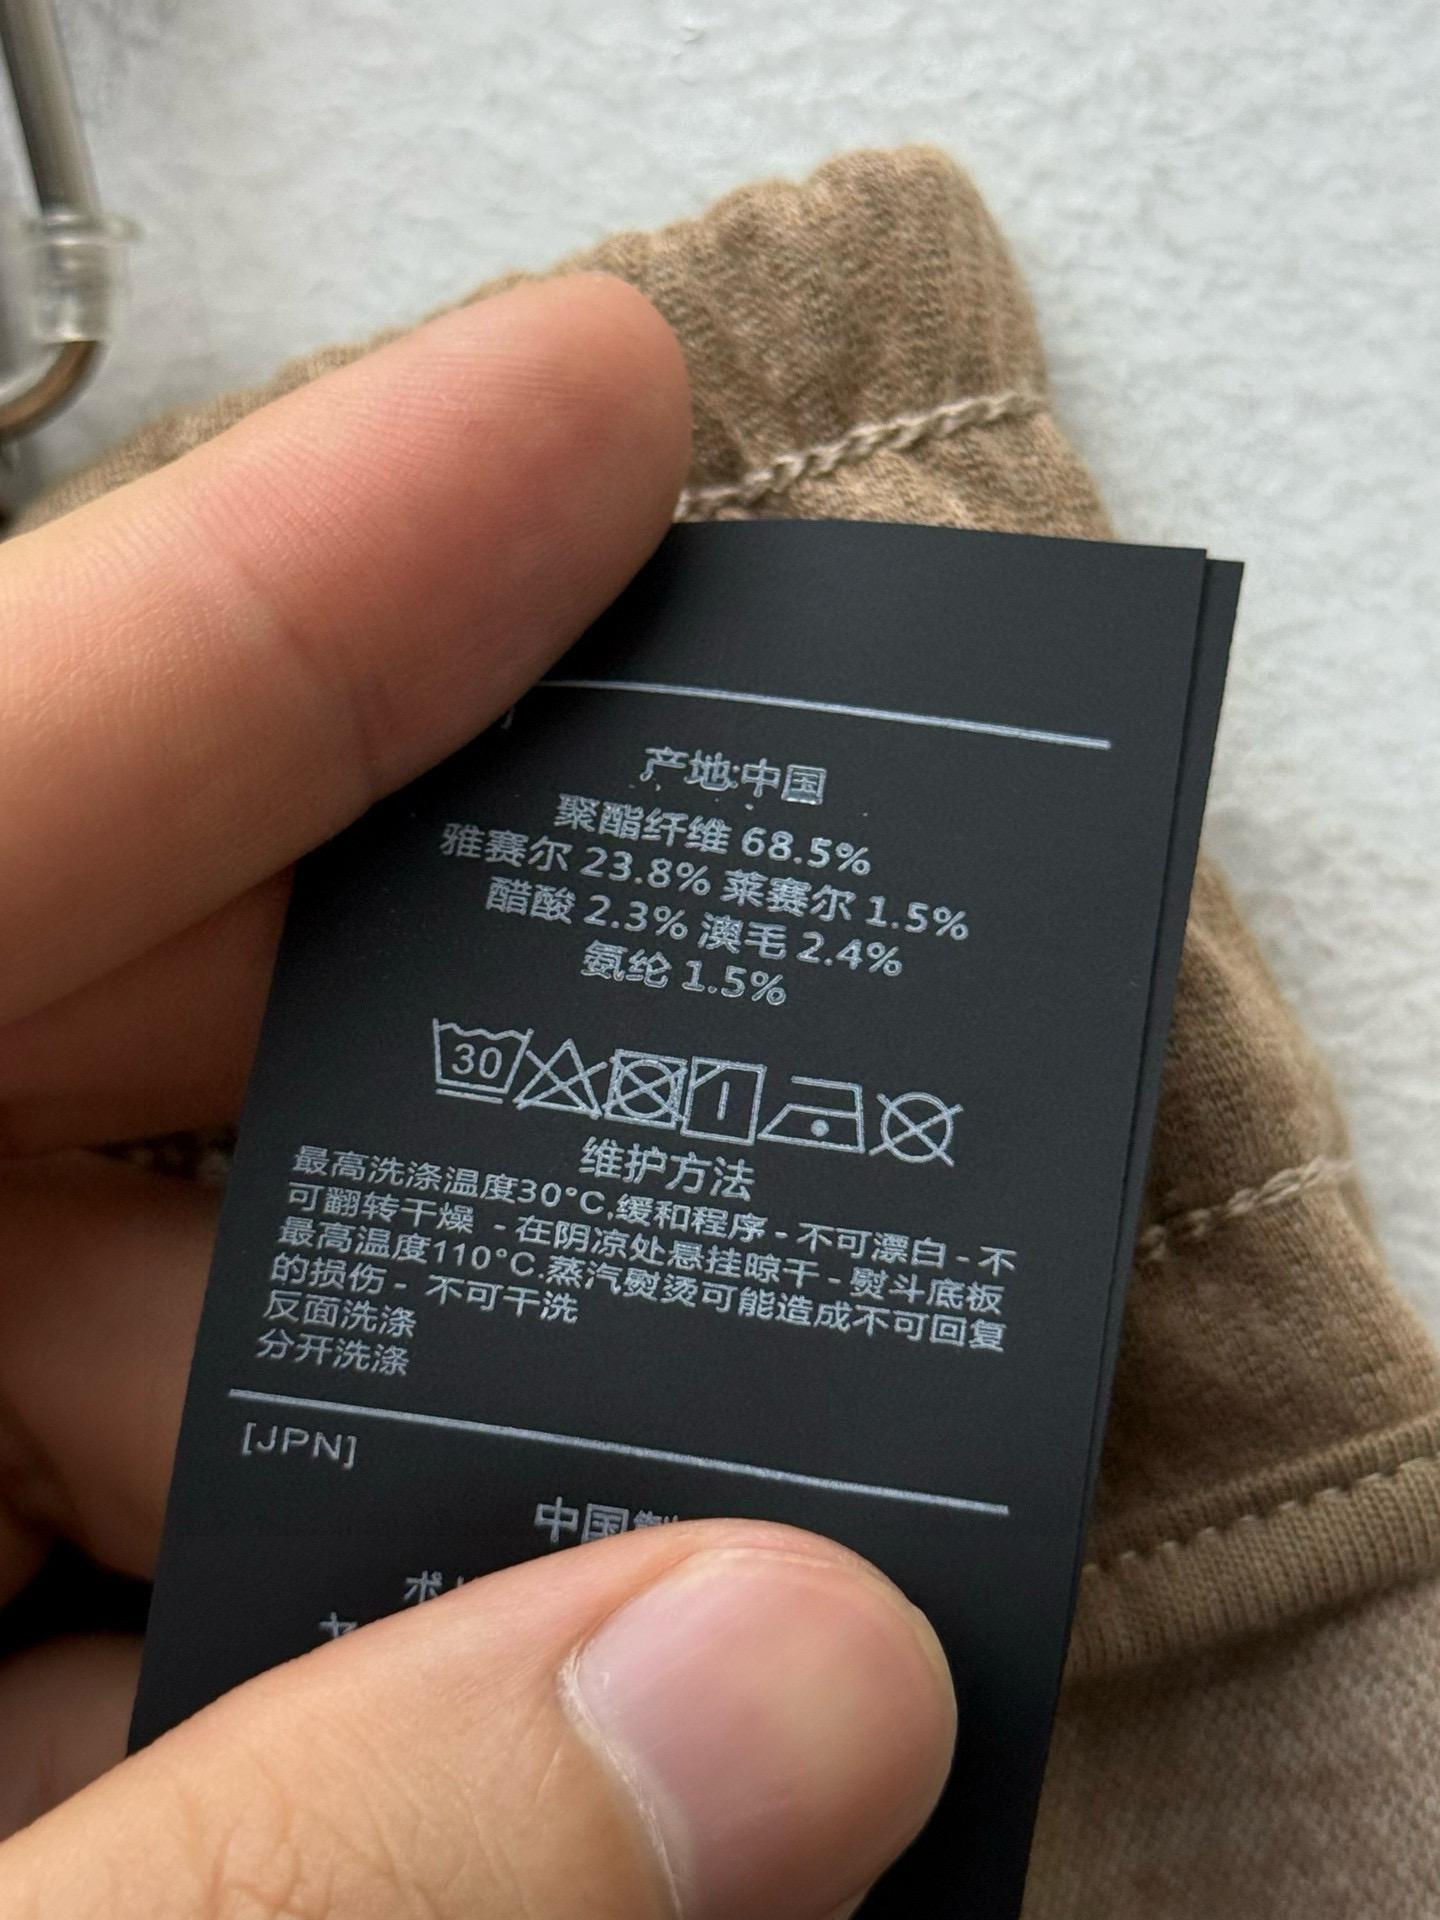 产地:中国
聚酯纤维 68.5%
雅赛尔 23.8% 莱赛尔 1.5%
醋酸 2.3% 澳毛 2.4%
氨纶 1.5%
30
维护方法
最高洗涤温度30°C,缓和程序 - 不可漂白 - 不
可翻转干燥 - 在阴凉处悬挂晾干 - 熨斗底板
最高温度110°C.蒸汽熨烫可能造成不可回复
的损伤 - 不可干洗
反面洗涤
分开洗涤
[JPN]
中国製